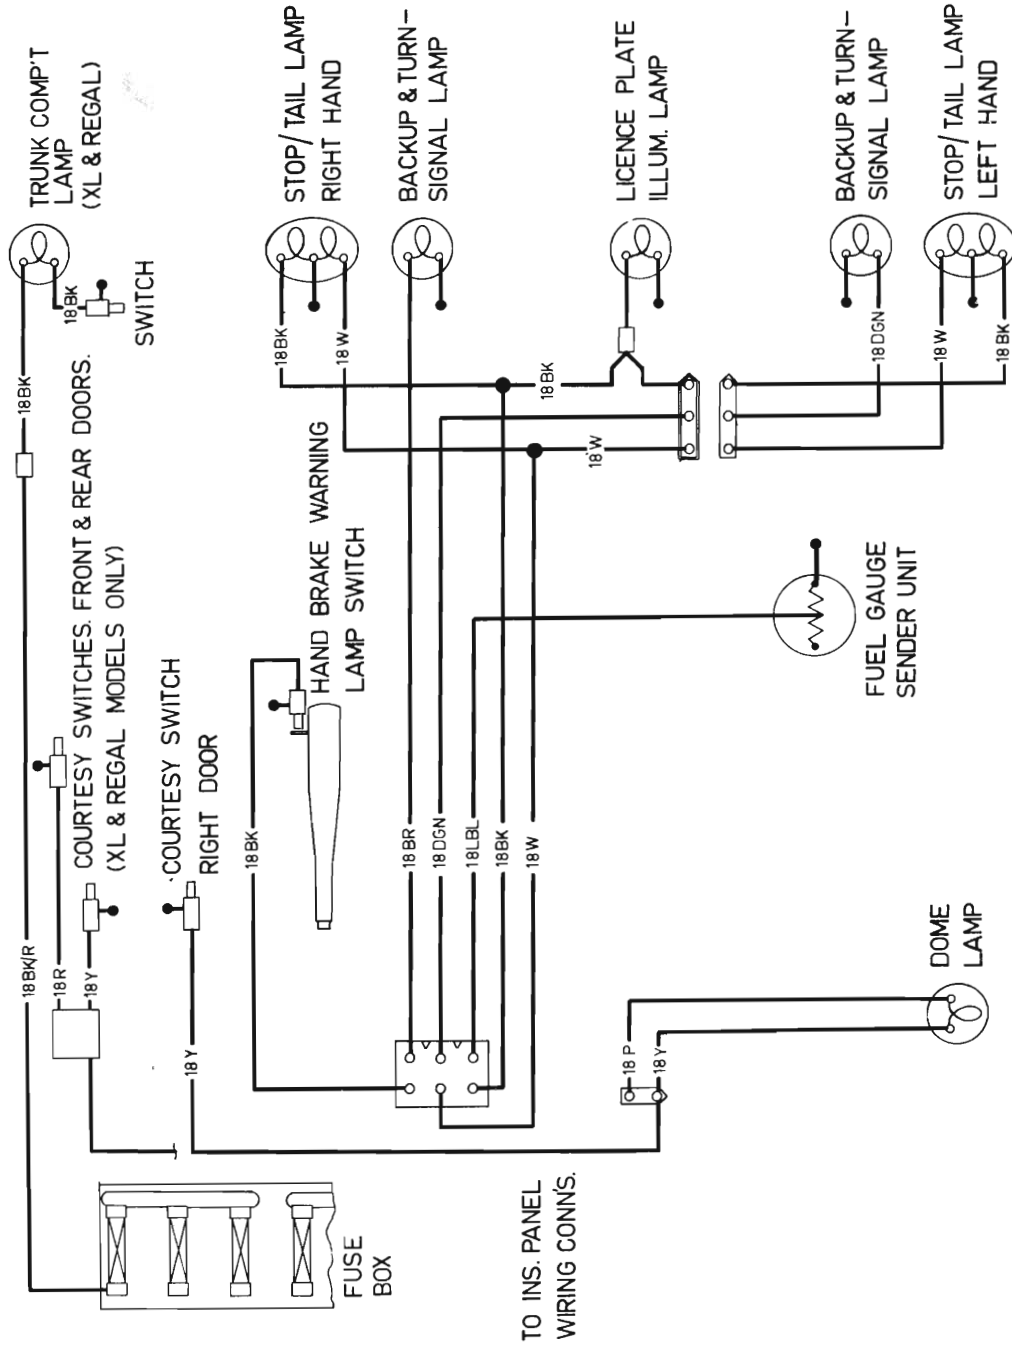 TRUNK COMP'T
LAMP
(XL & REGAL)
STOP/TAIL LAMP
RIGHT HAND
BACKUP & TURN-
SIGNAL LAMP
LICENCE PLATE
ILLUM. LAMP
BACKUP & TURN-
SIGNAL LAMP
STOP/TAIL LAMP
LEFT HAND
18BK
SWITCH
18BK
18BK
18W
18BK
18W
18DGN
18W
18BK
COURTESY SWITCHES. FRONT & REAR DOORS.
(XL & REGAL MODELS ONLY)
COURTESY SWITCH
RIGHT DOOR
HAND BRAKE WARNING
LAMP SWITCH
FUEL GAUGE
SENDER UNIT
18BK/R
18R
18Y
18Y
18BK
18BR
18DGN
18LBL
18BK
18W
18P
18Y
DOME
LAMP
FUSE
BOX
TO INS. PANEL
WIRING CONN'S.